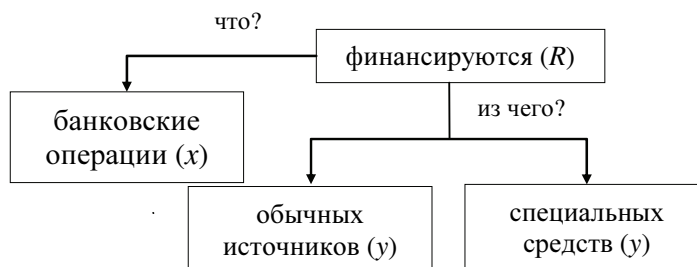 что?
финансируются (R)
банковские
операции (x)
из чего?
обычных
источников (y)
специальных
средств (y)